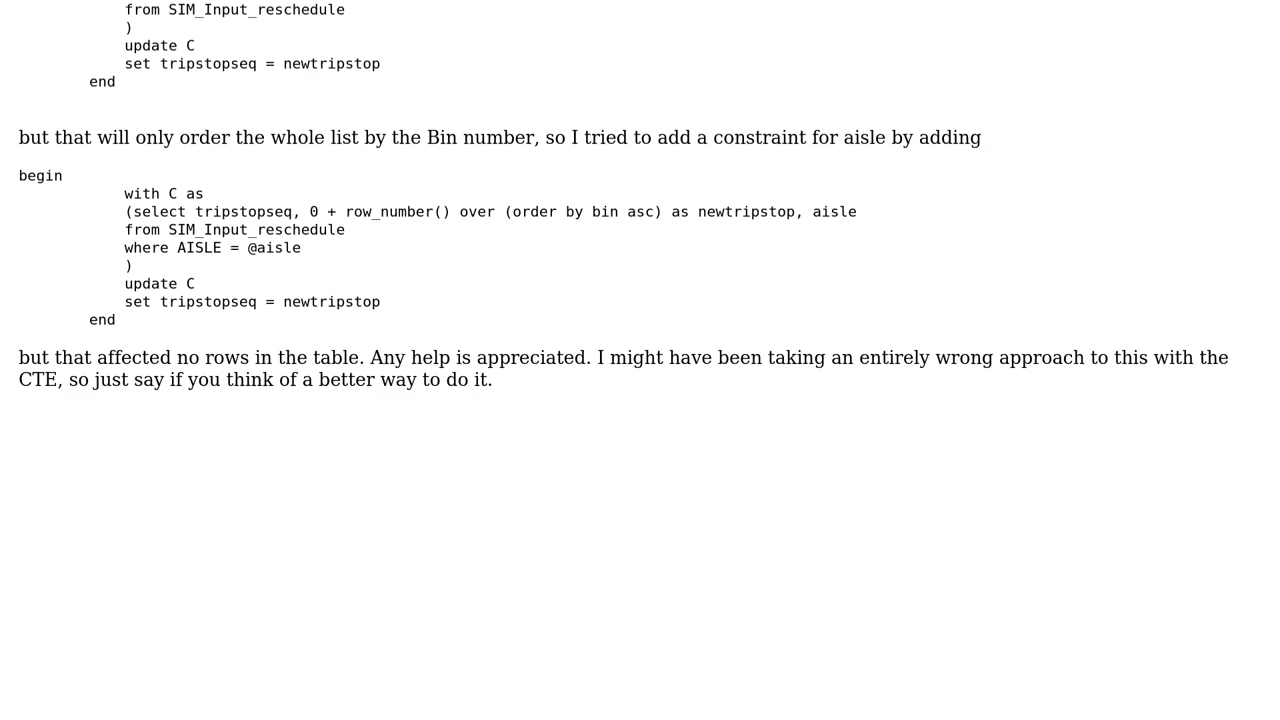 from SIM_Input_reschedule
)
update C
set tripstopseq = newtripstop
end
but that will only order the whole list by the Bin number, so I tried to add a constraint for aisle by adding
begin
with C as
(select tripstopseq, 0 + row_number() over (order by bin asc) as newtripstop, aisle
from SIM_Input_reschedule
where AISLE = @aisle
)
update C
set tripstopseq = newtripstop
end
but that affected no rows in the table. Any help is appreciated. I might have been taking an entirely wrong approach to this with the
CTE, so just say if you think of a better way to do it.